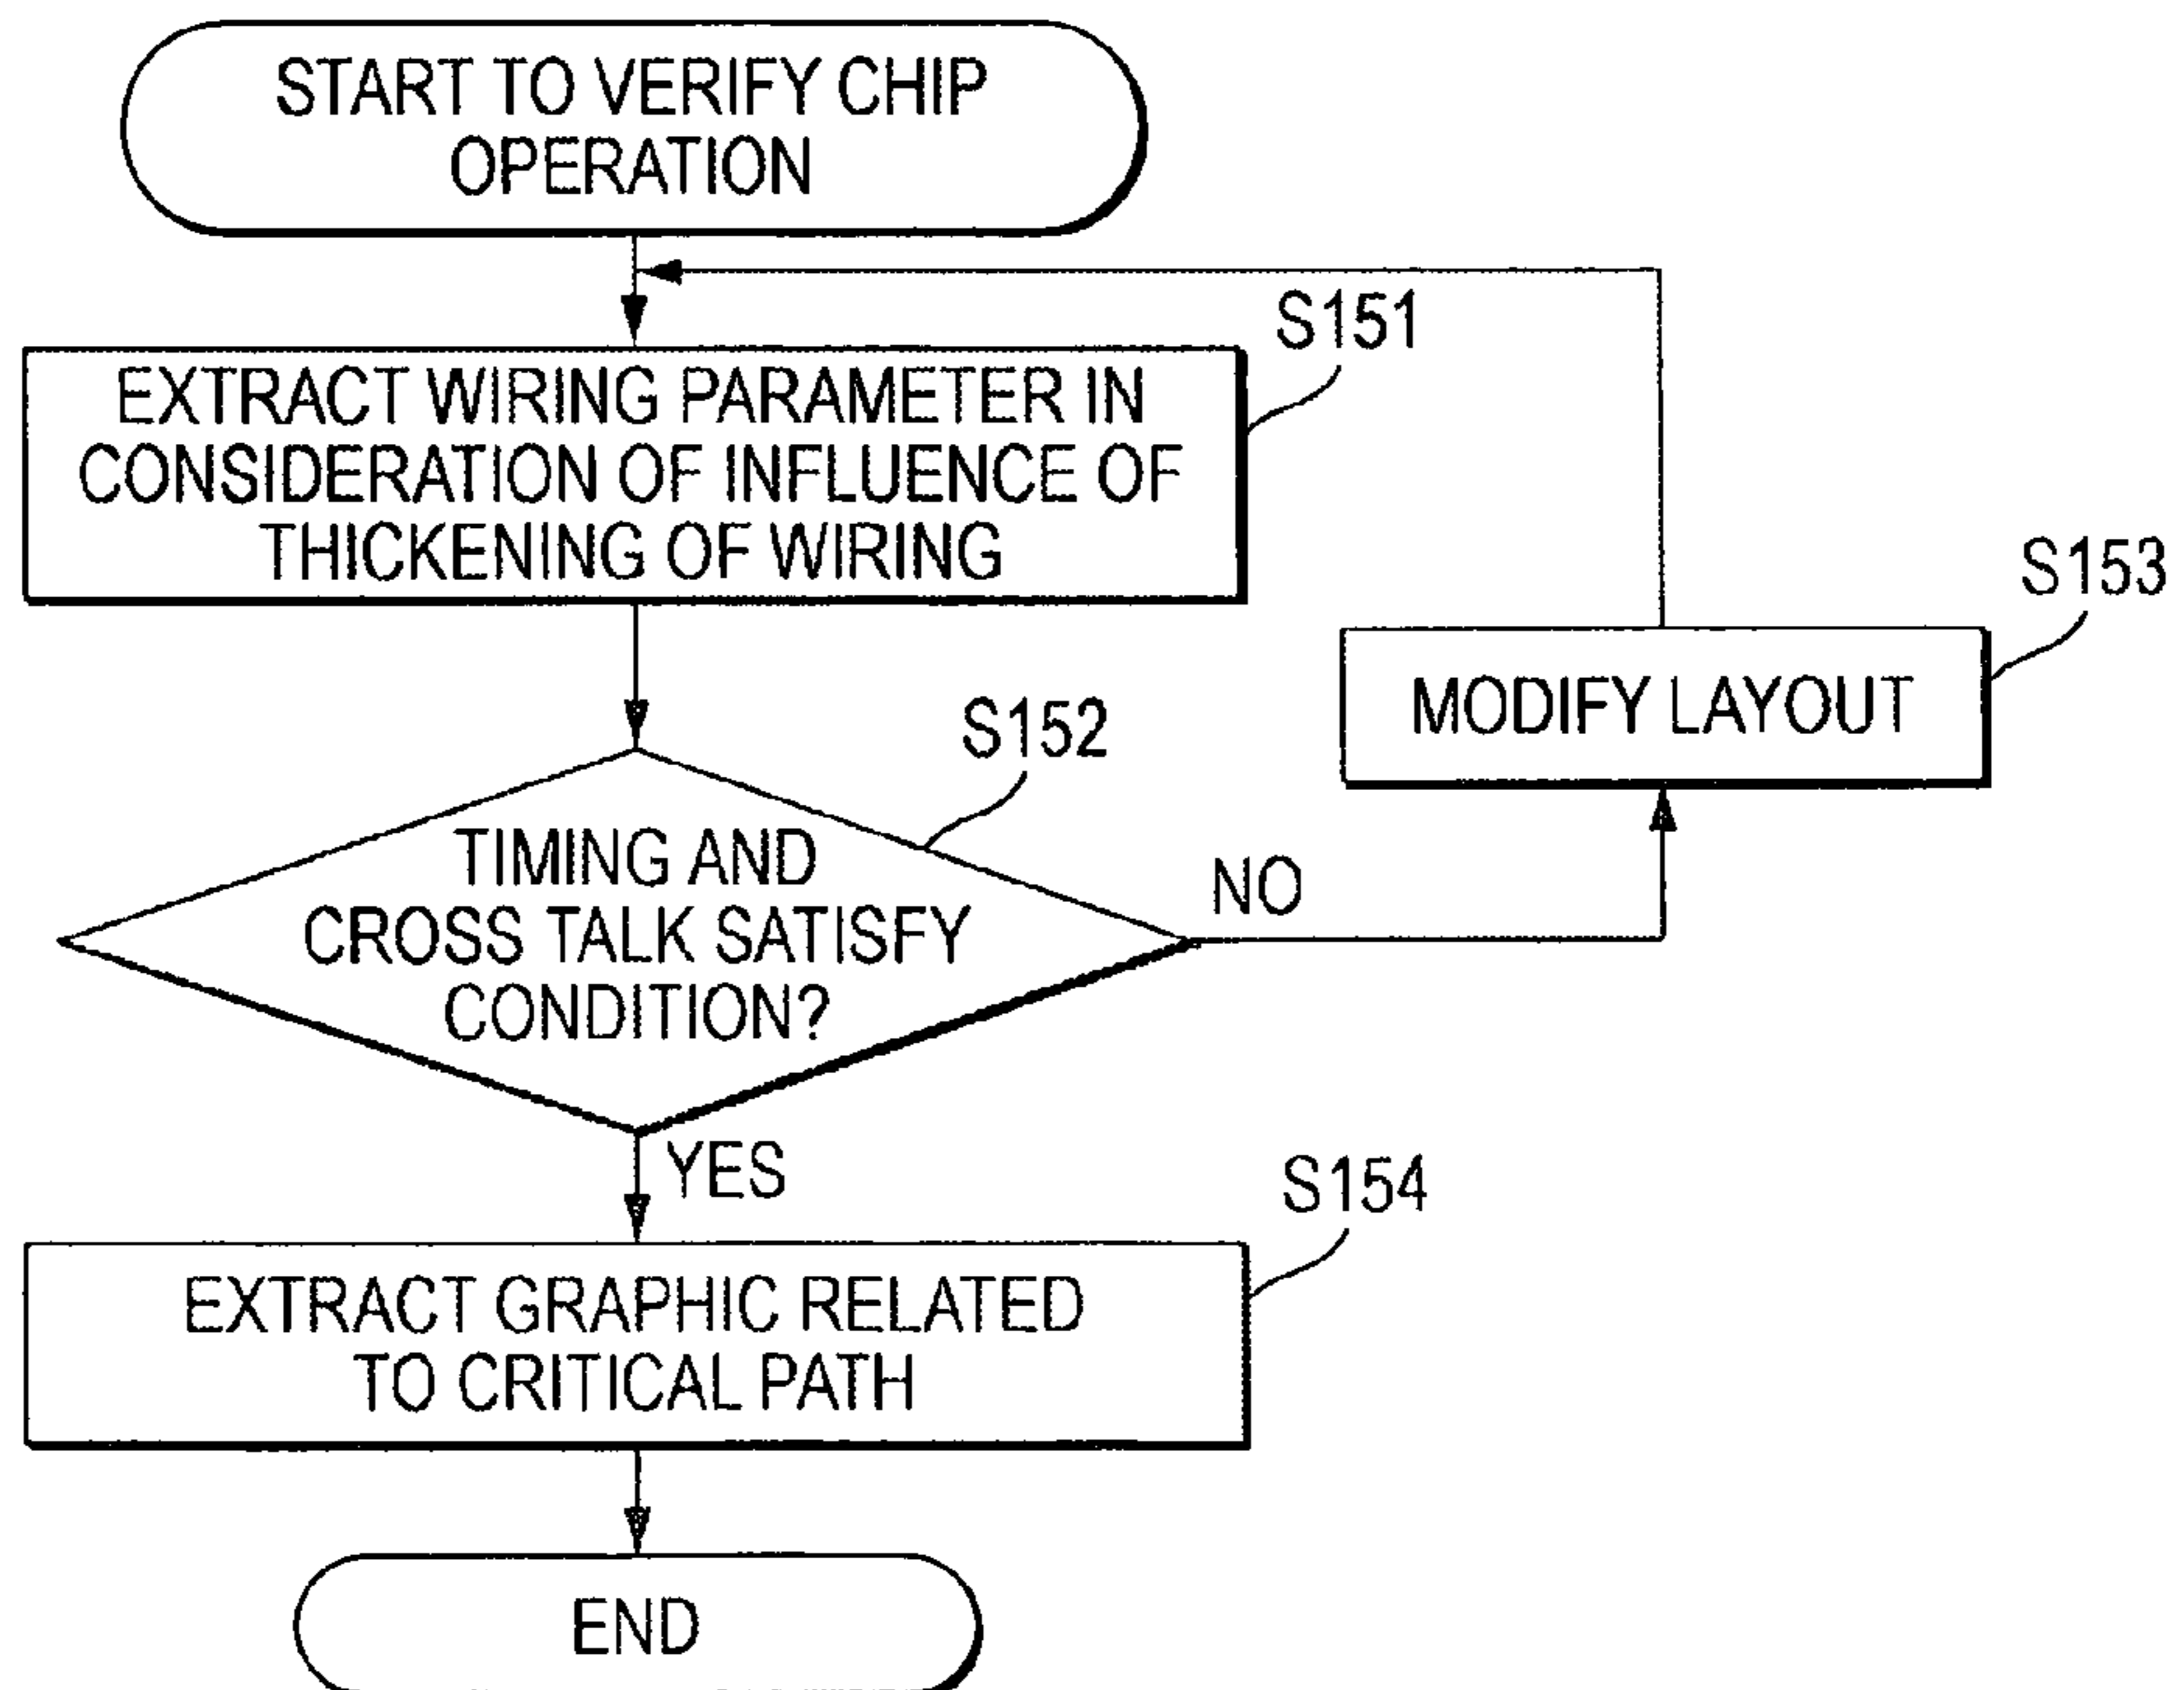 START TO VERIFY CHIP
OPERATION
S151
EXTRACT WIRING PARAMETER IN
CONSIDERATION OF INFLUENCE OF
THICKENING OF WIRING
S153
MODIFY LAYOUT
S152
TIMING AND
CROSS TALK SATISFY
CONDITION?
NO
YES
S154
EXTRACT GRAPHIC RELATED
TO CRITICAL PATH
END